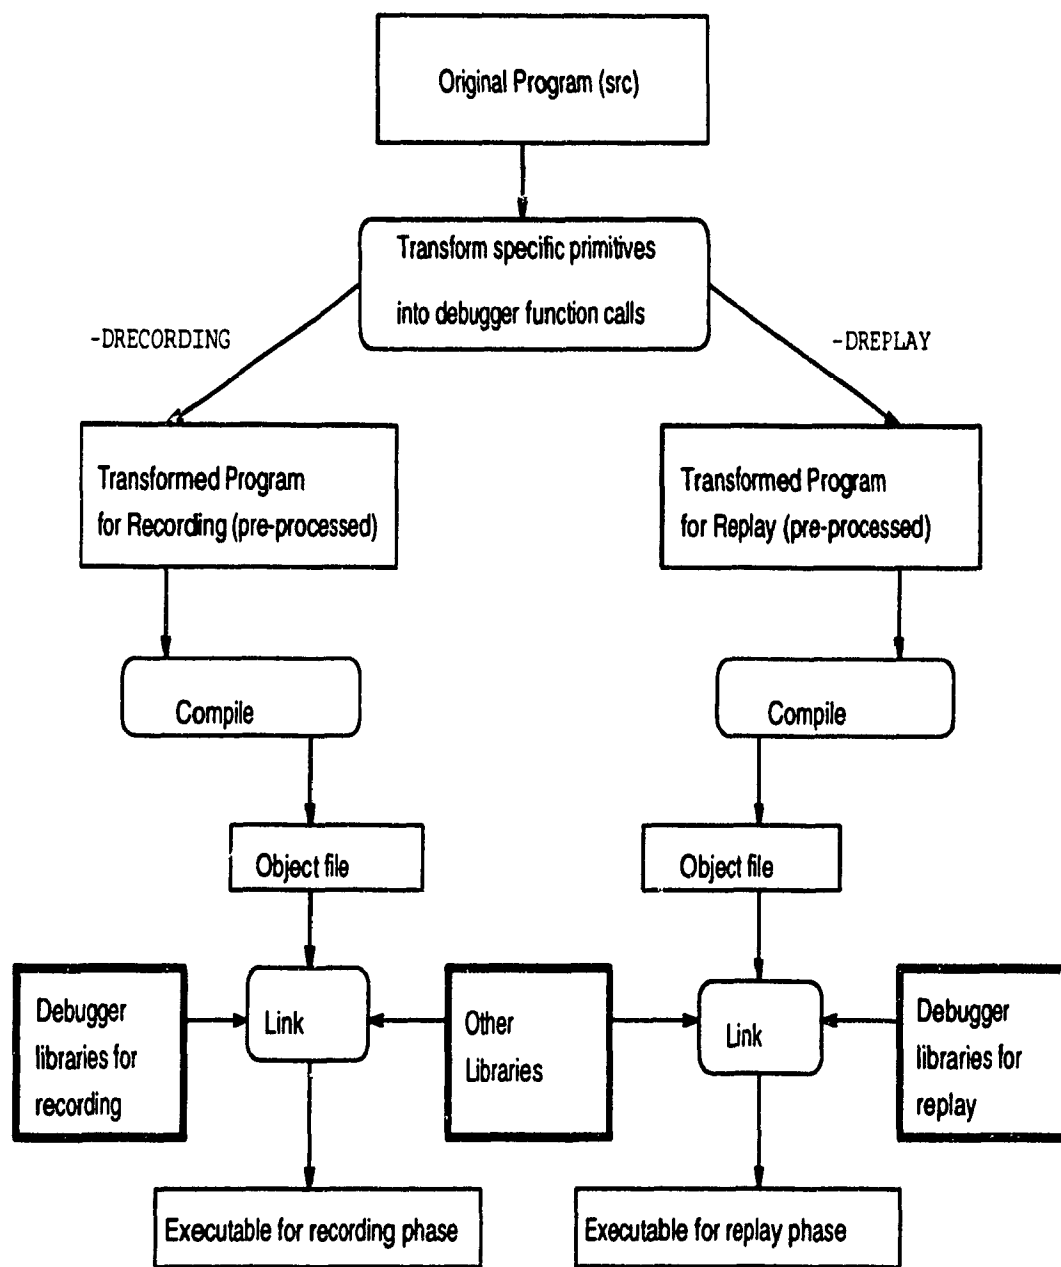 Original Program (src)
Transform specific primitives
into debugger function calls
-DRECORDING
-DREPLAY
Transformed Program
for Recording (pre-processed)
Transformed Program
for Replay (pre-processed)
Compile
Compile
Object file
Object file
Debugger
libraries for
recording
Link
Other
Libraries
Link
Debugger
libraries for
replay
Executable for recording phase
Executable for replay phase